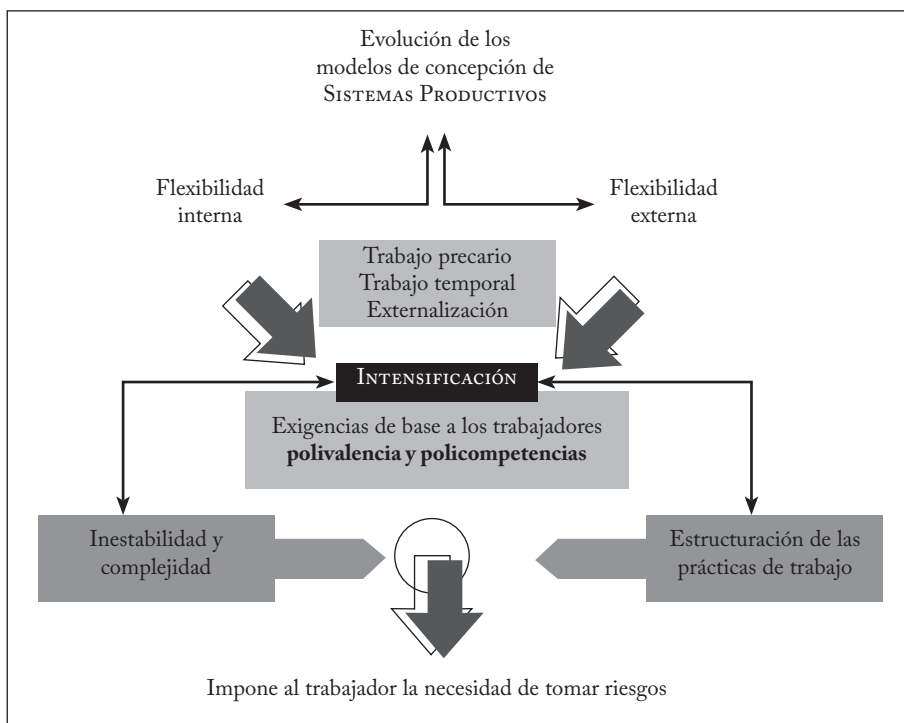 Evolución de los
modelos de concepción de
SISTEMAS PRODUCTIVOS
Flexibilidad
interna
Flexibilidad
externa
Trabajo precario
Trabajo temporal
Externalización
INTENSIFICACIÓN
Exigencias de base a los trabajadores
polivalencia y policompetencias
Inestabilidad y
complejidad
Estructuración de las
prácticas de trabajo
Impone al trabajador la necesidad de tomar riesgos